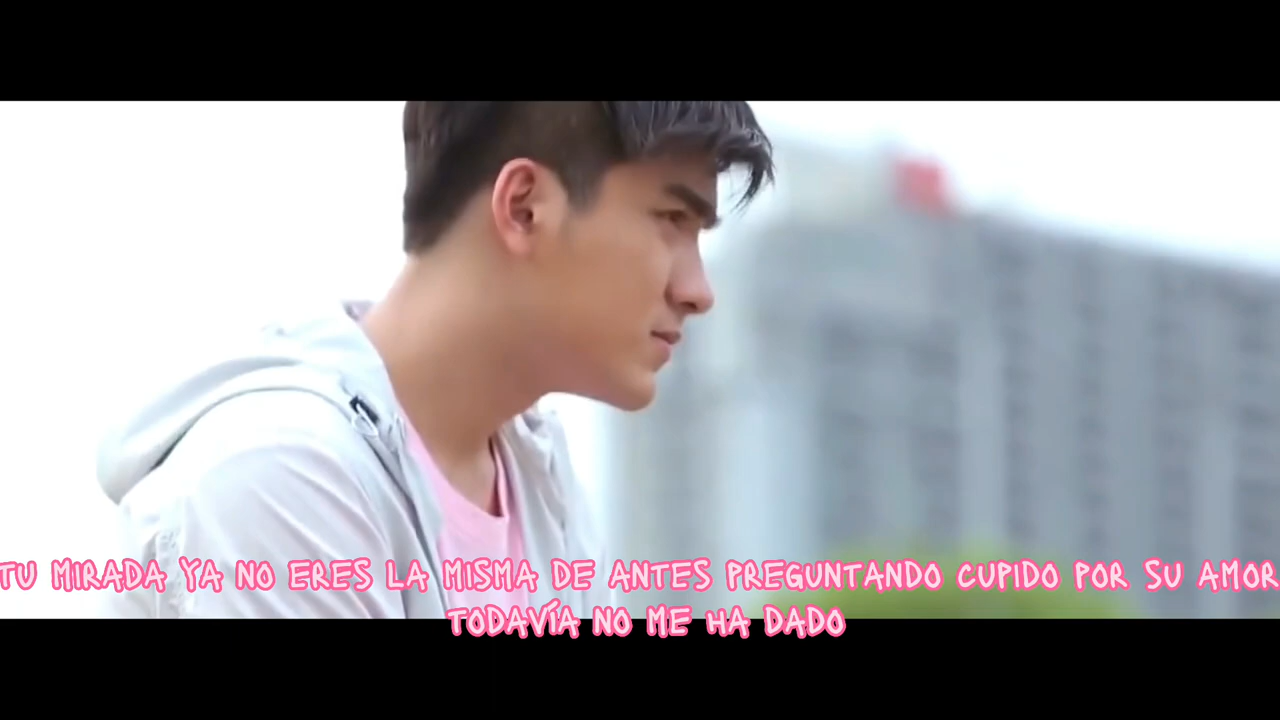 TU MIRADA YA NO ERES LA MISMA DE ANTES PREGUNTANDO CUPIDO POR SU AMOR
TODAVÍA NO ME HA DADO